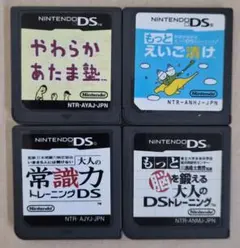 NINTENDO DS
やわらか
あたま塾
Nintendo
NTR-AYAJ-JPN
NINTENDO DS
もっと
えいご漬け
Nintendo
NTR-ANHJ-JPN
NINTENDO DS
大人の
常識力
トレーニングDS
Nintendo
NTR-AJYJ-JPN
NINTENDO DS
もっと
脳を鍛える
大人の
DSトレーニング
Nintendo
NTR-ANMJ-JPN